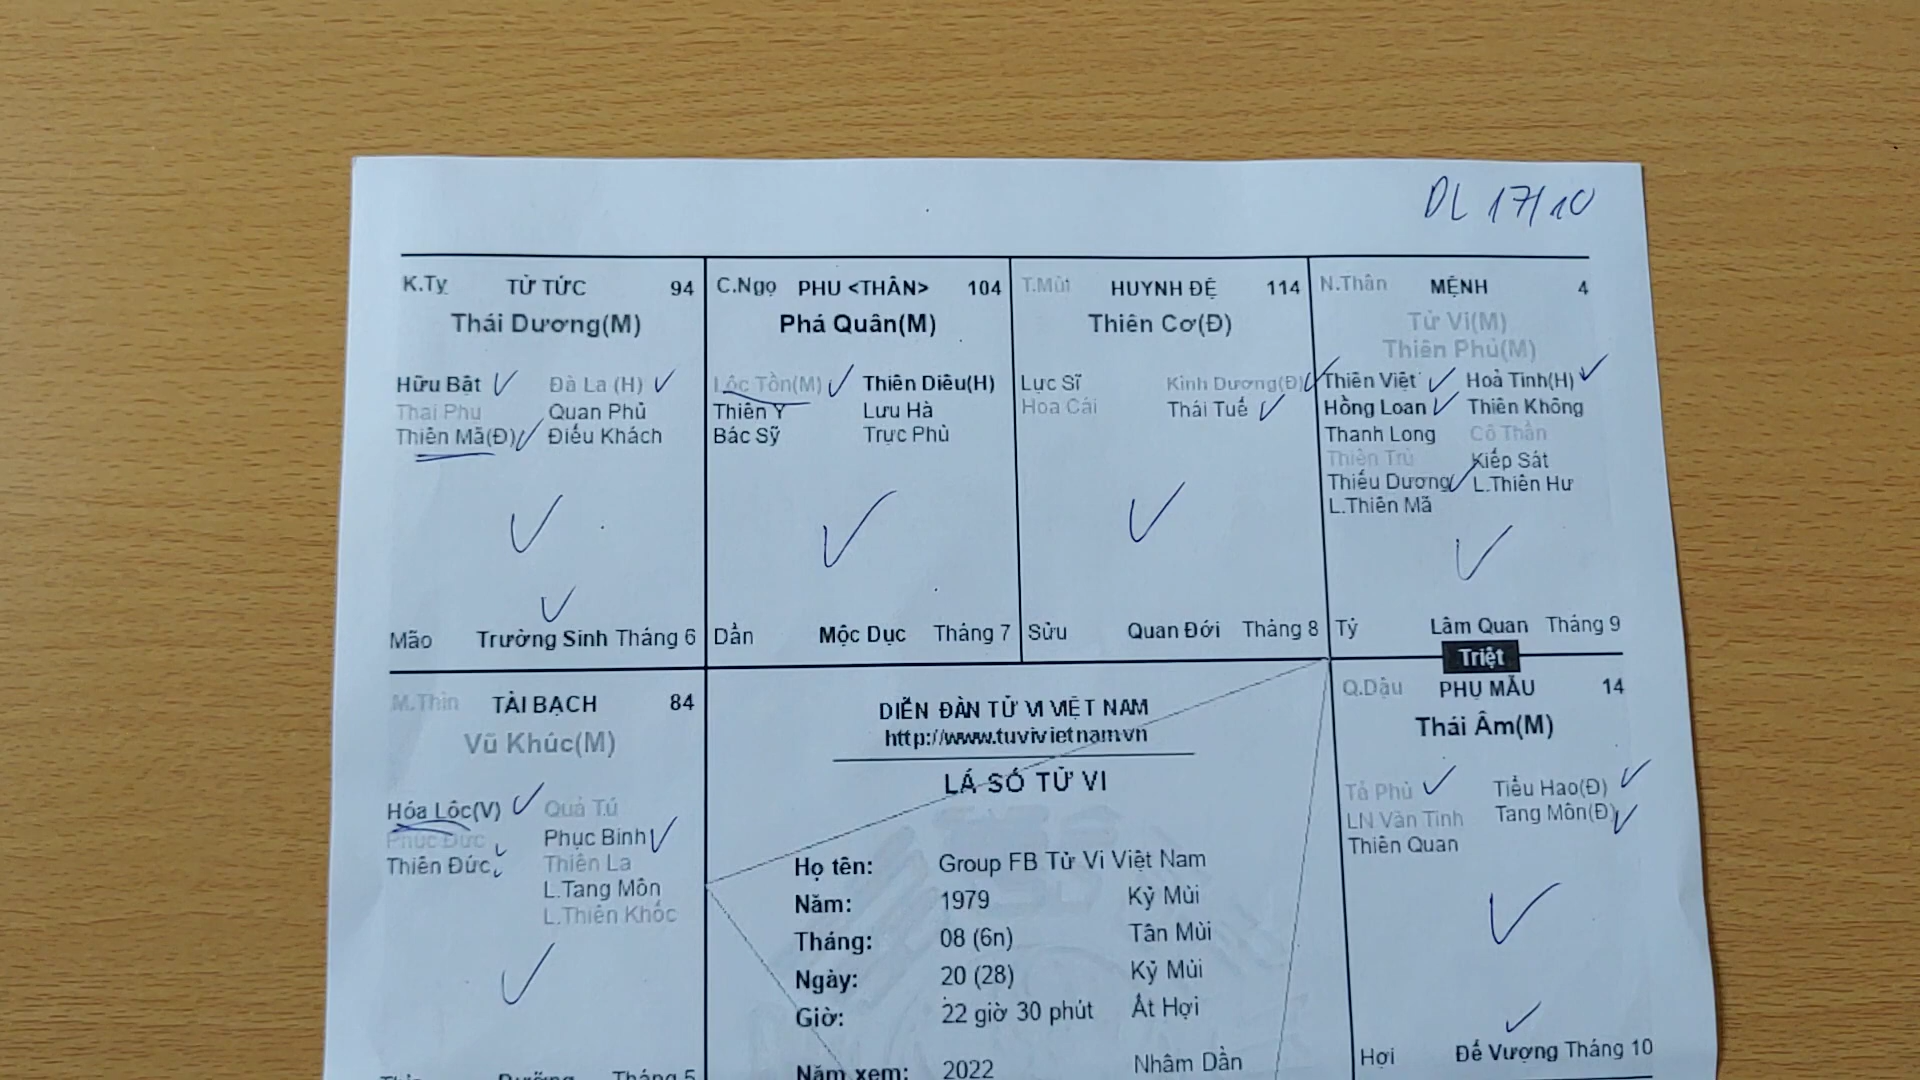 DL 17/10
K.Tỵ TỬ TỨC 94
Thái Dương(M)
Hữu Bật Đà La (H)
Thai Phụ Quan Phủ
Thiên Mã(Đ) Điếu Khách
Mão Trường Sinh Tháng 6
C.Ngọ PHU <THÂN> 104
Phá Quân(M)
Lộc Tồn(M) Thiên Diêu(H)
Thiên Y Lưu Hà
Bác Sỹ Trực Phù
Dần Mộc Dục Tháng 7
T.Mùi HUYNH ĐỆ 114
Thiên Cơ(Đ)
Lực Sĩ Kình Dương(Đ)
Hoa Cái Thái Tuế
Sửu Quan Đới Tháng 8
N.Thân MỆNH 4
Tử Vi(M)
Thiên Phủ(M)
Thiên Việt Hoả Tinh(H)
Hồng Loan Thiên Không
Thanh Long Cô Thần
Thiên Trù Kiếp Sát
Thiếu Dương L.Thiên Hư
L.Thiên Mã
Tý Lâm Quan Tháng 9
Triệt
M.Thìn TÀI BẠCH 84
Vũ Khúc(M)
Hóa Lộc(V) Quả Tú
Phúc Đức Phục Binh
Thiên Đức Thiên La
L.Tang Môn
L.Thiên Khốc
Tháng 5
DIỄN ĐÀN TỬ VI VIỆT NAM
http://www.tuvivietnam.vn
LÁ SỐ TỬ VI
Họ tên: Group FB Tử Vi Việt Nam
Năm: 1979 Kỷ Mùi
Tháng: 08 (6n) Tân Mùi
Ngày: 20 (28) Kỷ Mùi
Giờ: 22 giờ 30 phút Ất Hợi
Năm xem: 2022 Nhâm Dần
Q.Dậu PHỤ MẪU 14
Thái Âm(M)
Tả Phù Tiểu Hao(Đ)
LN Văn Tinh Tang Môn(Đ)
Thiên Quan
Hợi Đế Vượng Tháng 10